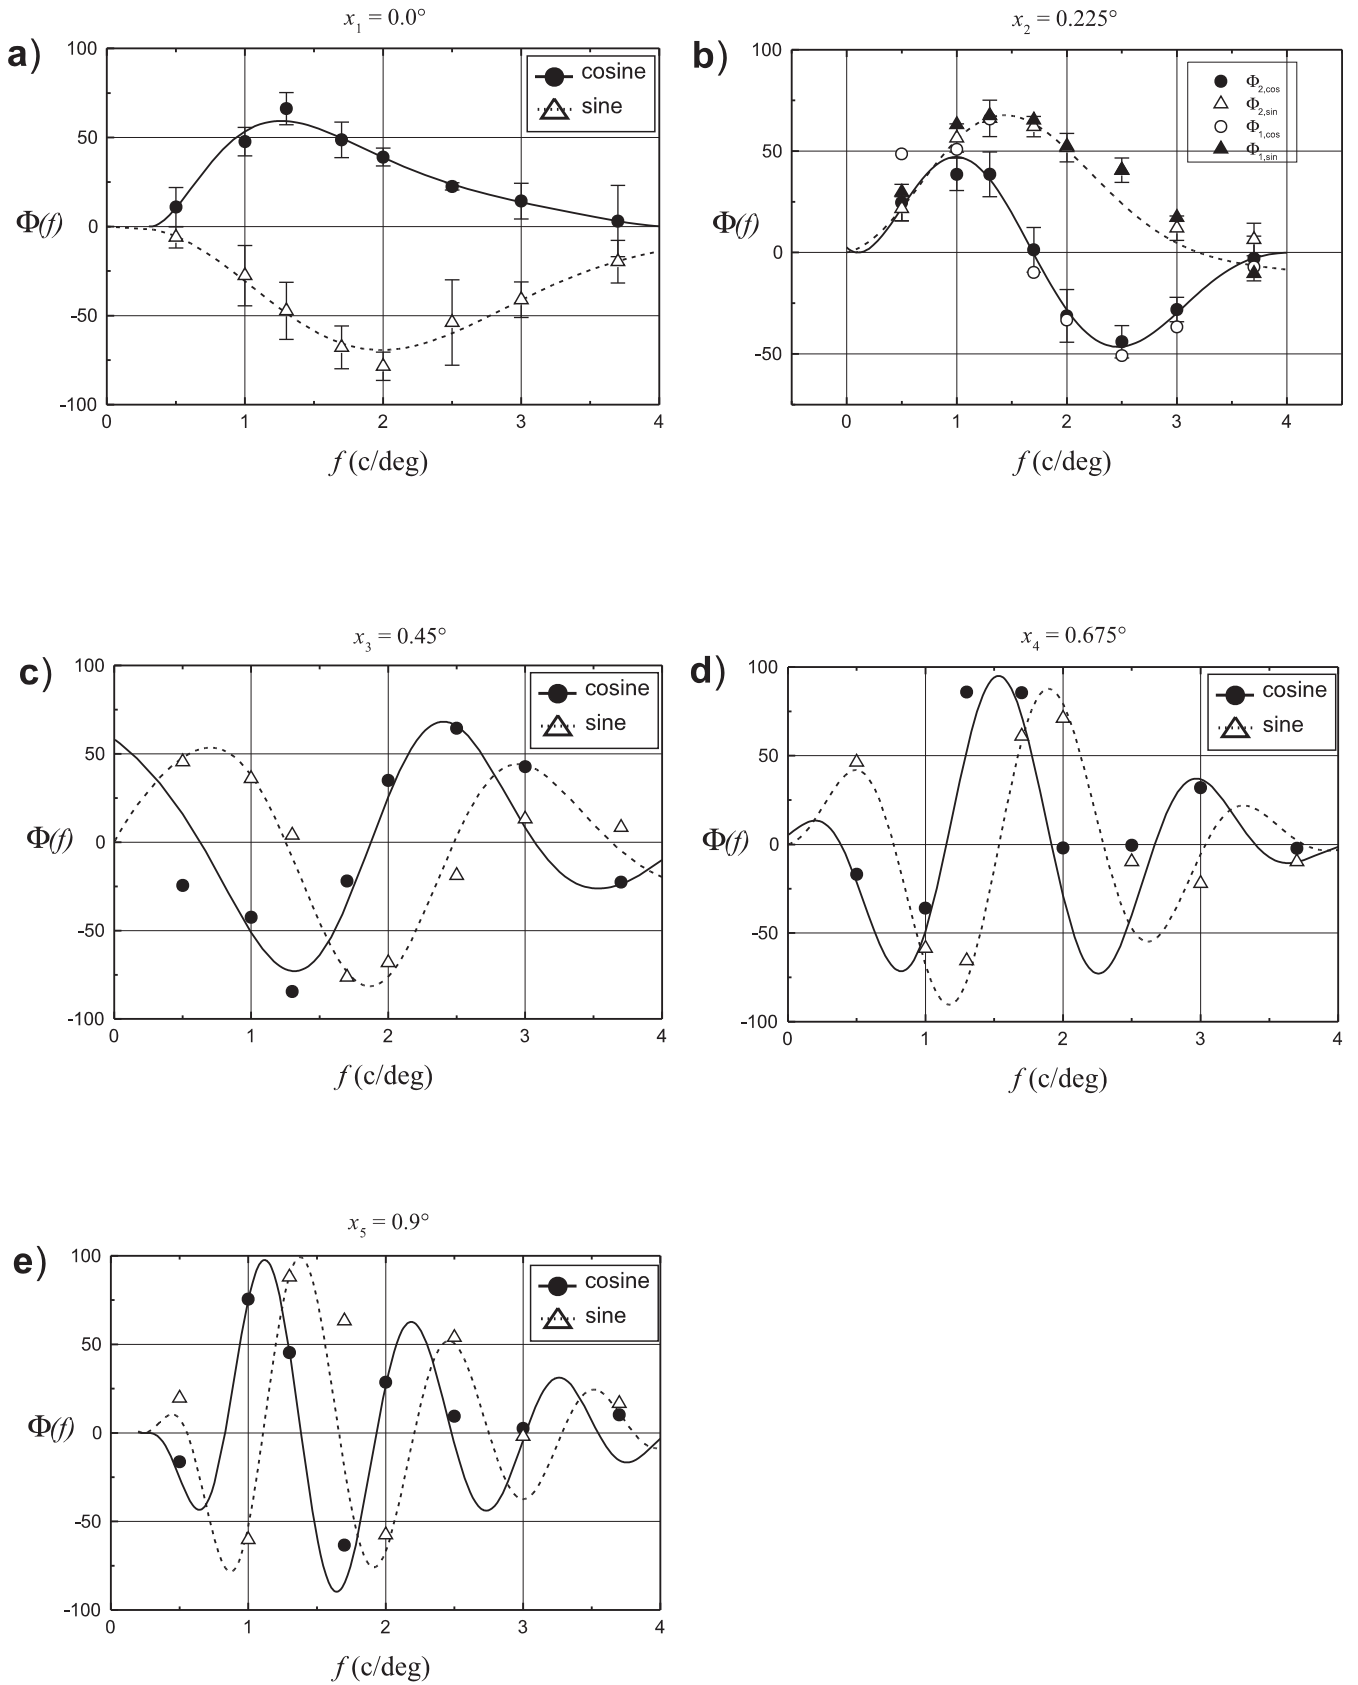 x1 = 0.0°
a)
100
50
0
-50
-100
Φ(f)
cosine
sine
0 1 2 3 4
f (c/deg)
x2 = 0.225°
b)
100
50
0
-50
Φ(f)
Φ2,cos
Φ2,sin
Φ1,cos
Φ1,sin
0 1 2 3 4
f (c/deg)
x3 = 0.45°
c)
100
50
0
-50
-100
Φ(f)
cosine
sine
0 1 2 3 4
f (c/deg)
x4 = 0.675°
d)
100
50
0
-50
-100
Φ(f)
cosine
sine
0 1 2 3 4
f (c/deg)
x5 = 0.9°
e)
100
50
0
-50
-100
Φ(f)
cosine
sine
0 1 2 3 4
f (c/deg)